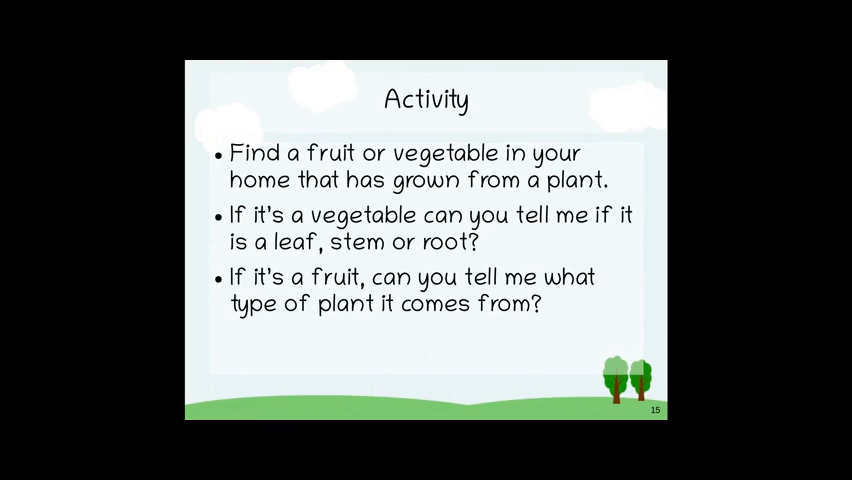 Activity
• Find a fruit or vegetable in your
home that has grown from a plant.
• If it's a vegetable can you tell me if it
is a leaf, stem or root?
• If it's a fruit, can you tell me what
type of plant it comes from?
15